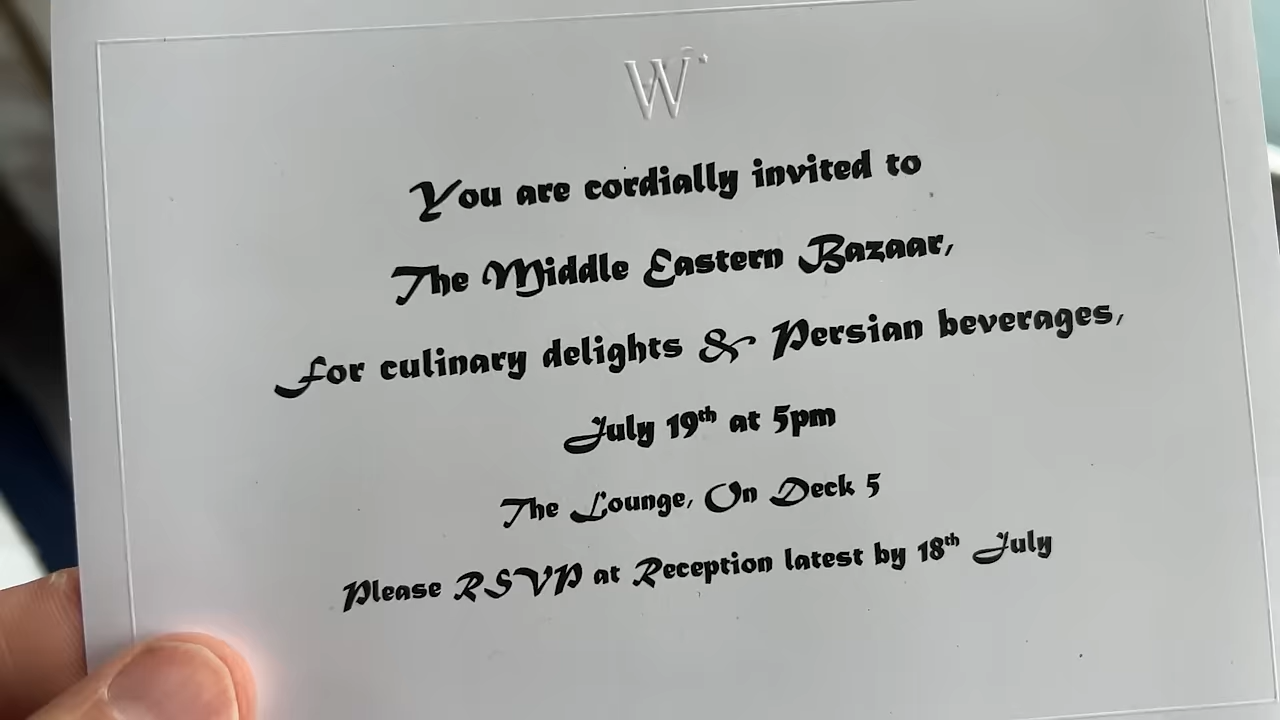 W
You are cordially invited to
The Middle Eastern Bazaar,
for culinary delights & Persian beverages,
July 19th at 5pm
The Lounge, On Deck 5
Please RSVP at Reception latest by 18th July